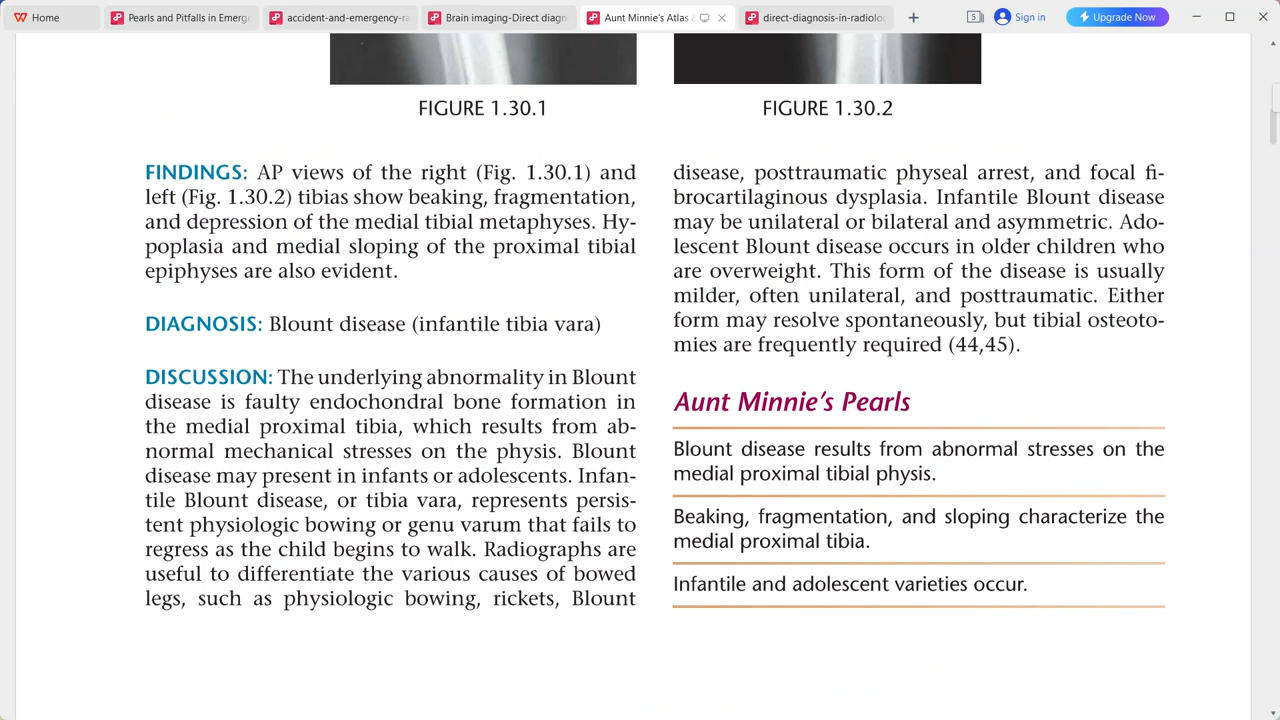 Home
Pearls and Pitfalls in Emerge
accident-and-emergency-ra
Brain imaging-Direct diagn
Aunt Minnie's Atlas
direct-diagnosis-in-radiolo
5
Sign in
Upgrade Now
FIGURE 1.30.1
FIGURE 1.30.2
FINDINGS: AP views of the right (Fig. 1.30.1) and
left (Fig. 1.30.2) tibias show beaking, fragmentation,
and depression of the medial tibial metaphyses. Hy-
poplasia and medial sloping of the proximal tibial
epiphyses are also evident.
DIAGNOSIS: Blount disease (infantile tibia vara)
DISCUSSION: The underlying abnormality in Blount
disease is faulty endochondral bone formation in
the medial proximal tibia, which results from ab-
normal mechanical stresses on the physis. Blount
disease may present in infants or adolescents. Infan-
tile Blount disease, or tibia vara, represents persis-
tent physiologic bowing or genu varum that fails to
regress as the child begins to walk. Radiographs are
useful to differentiate the various causes of bowed
legs, such as physiologic bowing, rickets, Blount
disease, posttraumatic physeal arrest, and focal fi-
brocartilaginous dysplasia. Infantile Blount disease
may be unilateral or bilateral and asymmetric. Ado-
lescent Blount disease occurs in older children who
are overweight. This form of the disease is usually
milder, often unilateral, and posttraumatic. Either
form may resolve spontaneously, but tibial osteoto-
mies are frequently required (44,45).
Aunt Minnie's Pearls
Blount disease results from abnormal stresses on the
medial proximal tibial physis.
Beaking, fragmentation, and sloping characterize the
medial proximal tibia.
Infantile and adolescent varieties occur.